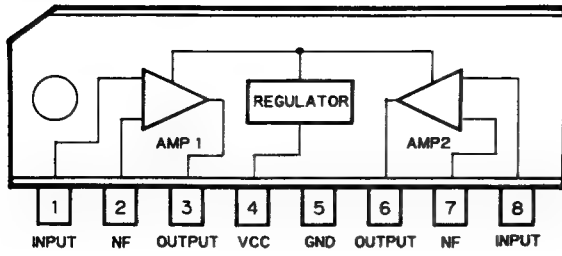 REGULATOR
AMP 1
AMP2
1 2 3 4 5 6 7 8
INPUT NF OUTPUT VCC GND OUTPUT NF INPUT